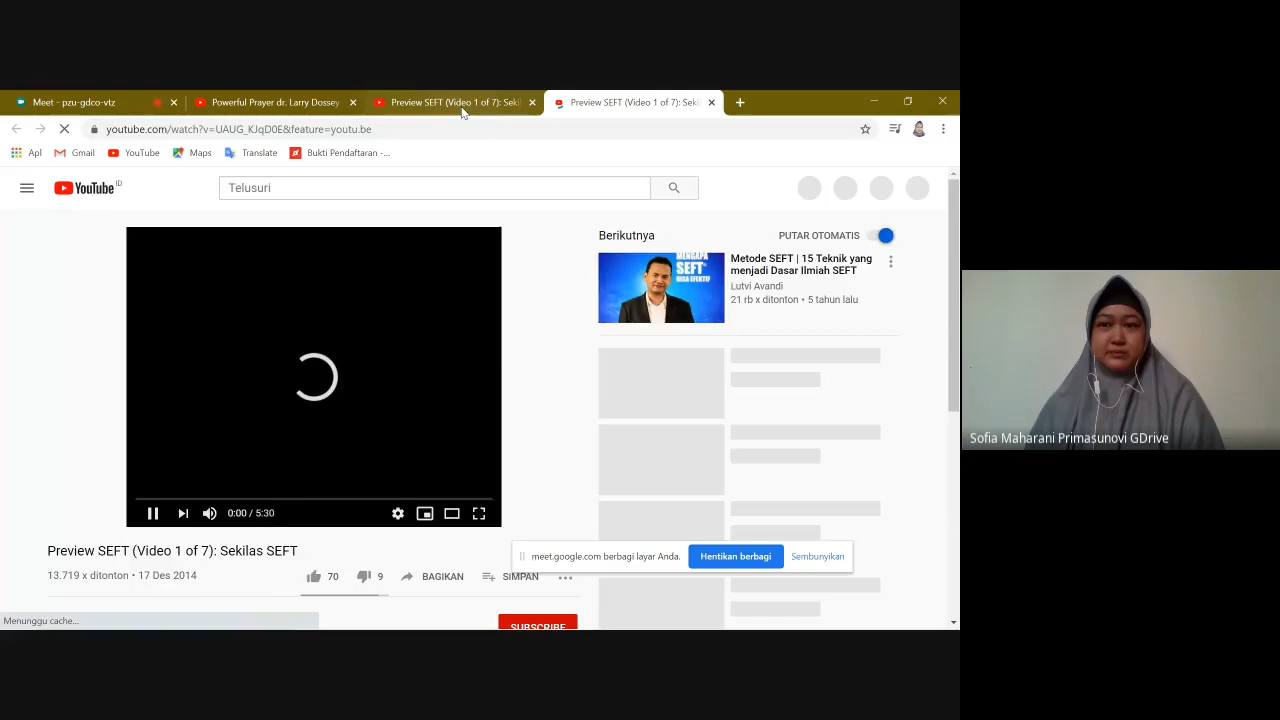 Meet - pzu-gdco-vtz
Powerful Prayer dr. Larry Dossey
Preview SEFT (Video 1 of 7): Seki
Preview SEFT (Video 1 of 7): Sek
youtube.com/watch?v=UAUG_KJqD0E&feature=youtu.be
Apl
Gmail
YouTube
Maps
Translate
Bukti Pendaftaran -...
YouTube ID
Telusuri
Berikutnya
PUTAR OTOMATIS
MENGAPA
SEFT
BISA EFEKTIF
Metode SEFT | 15 Teknik yang
menjadi Dasar Ilmiah SEFT
Lutvi Avandi
21 rb x ditonton • 5 tahun lalu
0:00 / 5:30
Preview SEFT (Video 1 of 7): Sekilas SEFT
13.719 x ditonton • 17 Des 2014
70
9
BAGIKAN
SIMPAN
meet.google.com berbagi layar Anda.
Hentikan berbagi
Sembunyikan
Menunggu cache...
SUBSCRIBE
Sofia Maharani Primasunovi GDrive